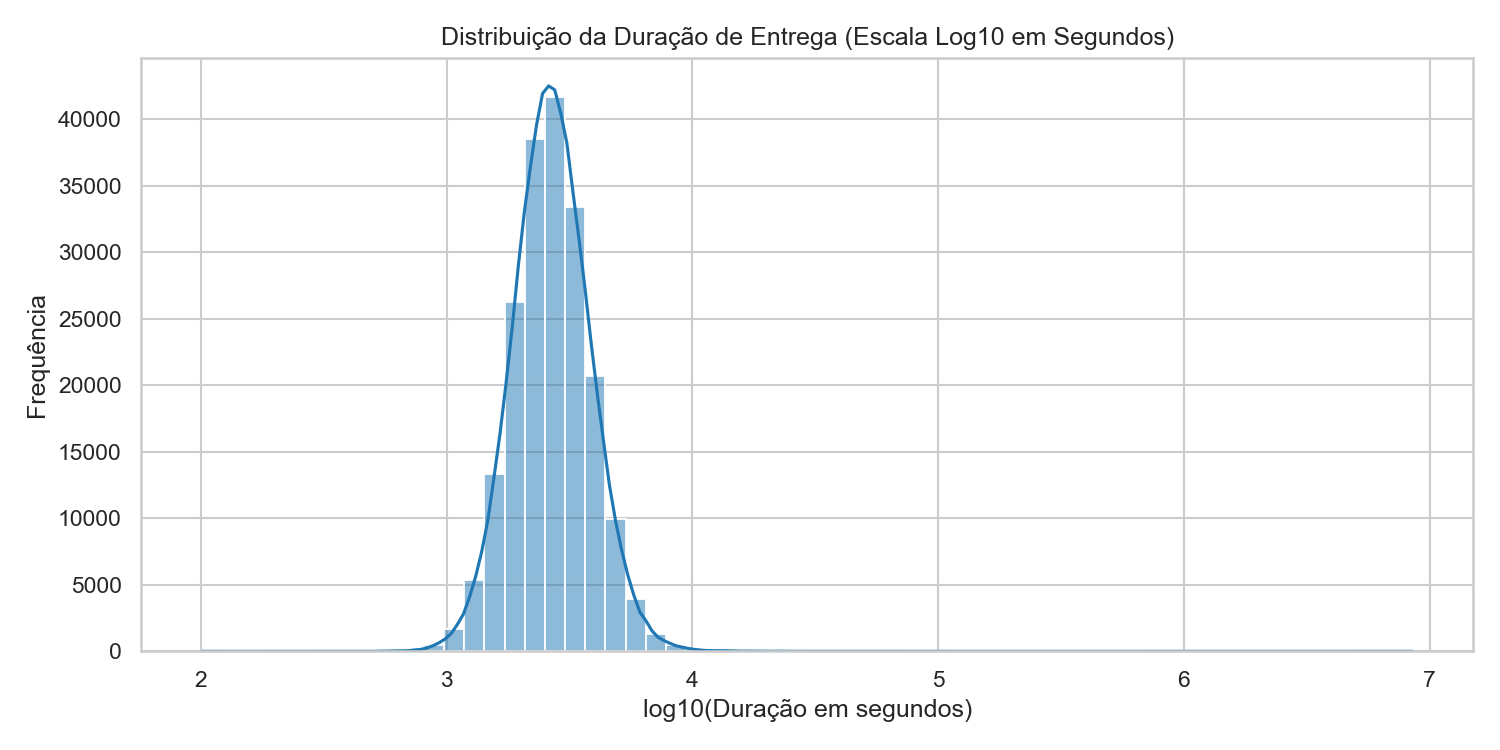 Distribuição da Duração de Entrega (Escala Log10 em Segundos)
40000
35000
30000
25000
20000
15000
10000
5000
0
Frequência
2 3 4 5 6 7
log10(Duração em segundos)